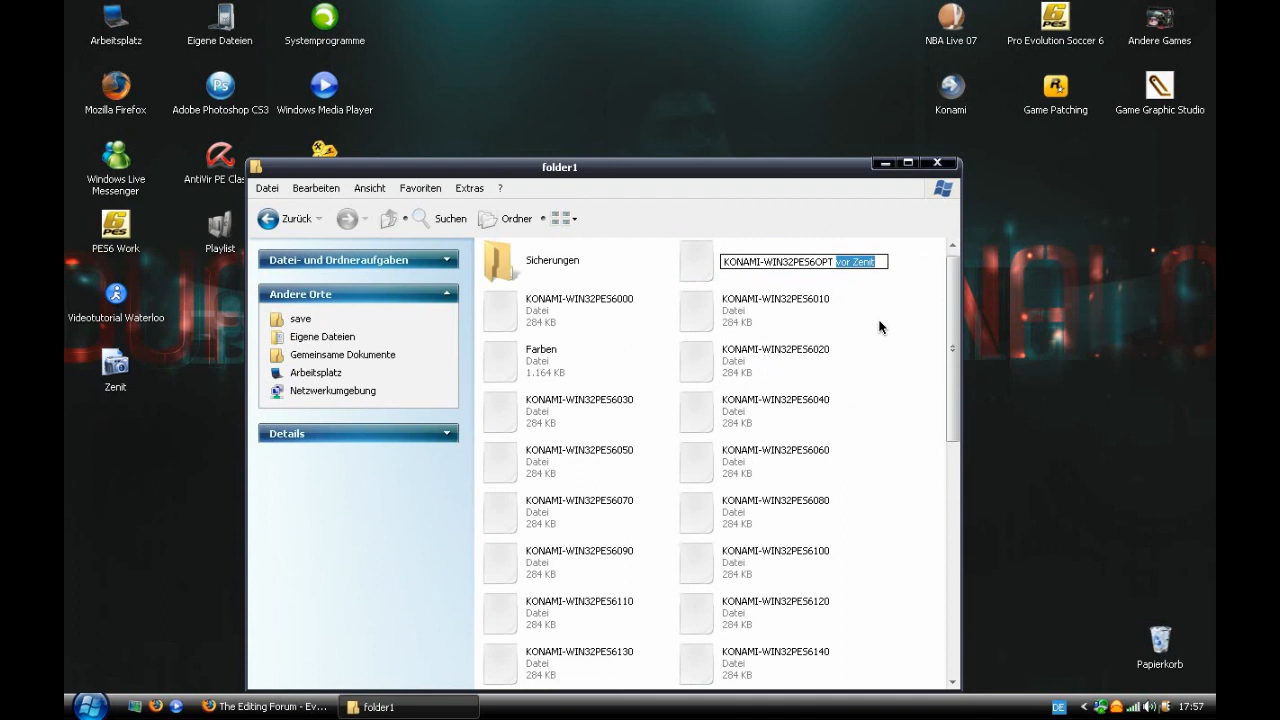 Arbeitsplatz
Eigene Dateien
Systemprogramme
NBA Live 07
Pro Evolution Soccer 6
Andere Games
Mozilla Firefox
Adobe Photoshop CS3
Windows Media Player
Konami
Game Patching
Game Graphic Studio
Windows Live
Messenger
AntiVir PE Clas
PES6 Work
Playlist
Videotutorial Waterloo
Zenit
Papierkorb
folder1
Datei
Bearbeiten
Ansicht
Favoriten
Extras
?
Zurück
Suchen
Ordner
Datei- und Ordneraufgaben
Andere Orte
save
Eigene Dateien
Gemeinsame Dokumente
Arbeitsplatz
Netzwerkumgebung
Details
Sicherungen
KONAMI-WIN32PES6OPT vor Zenit
KONAMI-WIN32PES6000
Datei
284 KB
KONAMI-WIN32PES6010
Datei
284 KB
Farben
Datei
1.164 KB
KONAMI-WIN32PES6020
Datei
284 KB
KONAMI-WIN32PES6030
Datei
284 KB
KONAMI-WIN32PES6040
Datei
284 KB
KONAMI-WIN32PES6050
Datei
284 KB
KONAMI-WIN32PES6060
Datei
284 KB
KONAMI-WIN32PES6070
Datei
284 KB
KONAMI-WIN32PES6080
Datei
284 KB
KONAMI-WIN32PES6090
Datei
284 KB
KONAMI-WIN32PES6100
Datei
284 KB
KONAMI-WIN32PES6110
Datei
284 KB
KONAMI-WIN32PES6120
Datei
284 KB
KONAMI-WIN32PES6130
Datei
284 KB
KONAMI-WIN32PES6140
Datei
284 KB
The Editing Forum - Ev...
folder1
DE
17:57